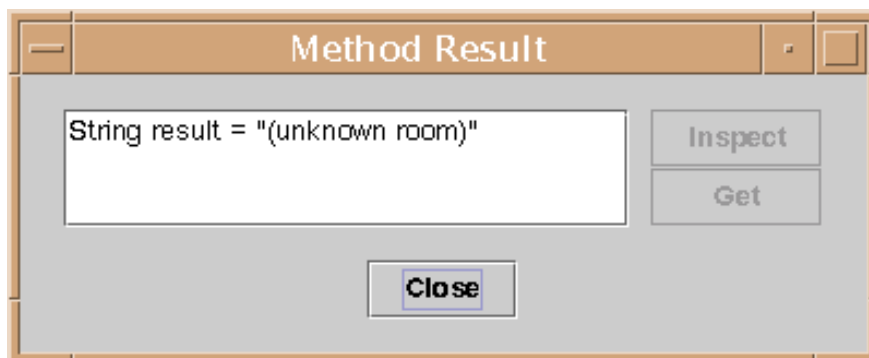 Method Result
String result = "(unknown room)"
Inspect
Get
Close